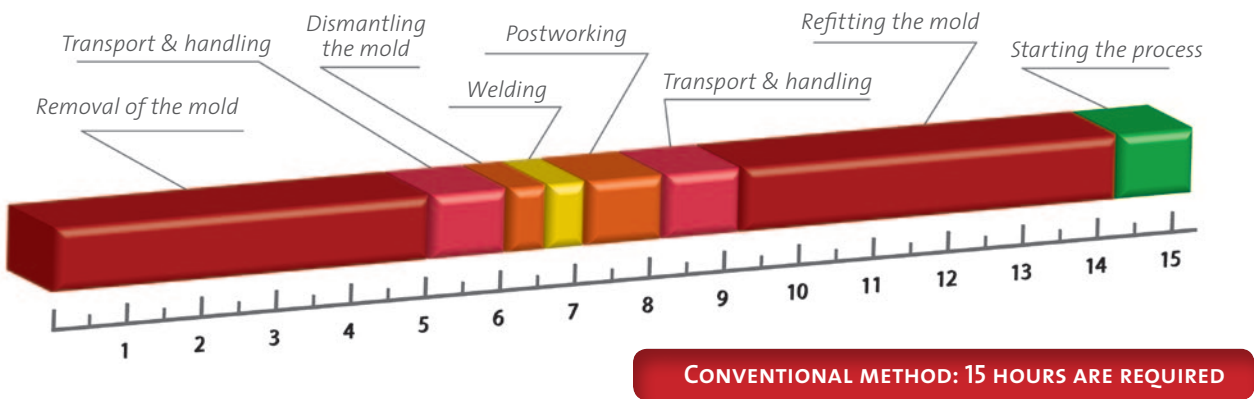 Dismantling
the mold
Transport & handling
Postworking
Refitting the mold
Starting the process
Removal of the mold
Welding
Transport & handling
1
2
3
4
5
6
7
8
9
10
11
12
13
14
15
CONVENTIONAL METHOD: 15 HOURS ARE REQUIRED